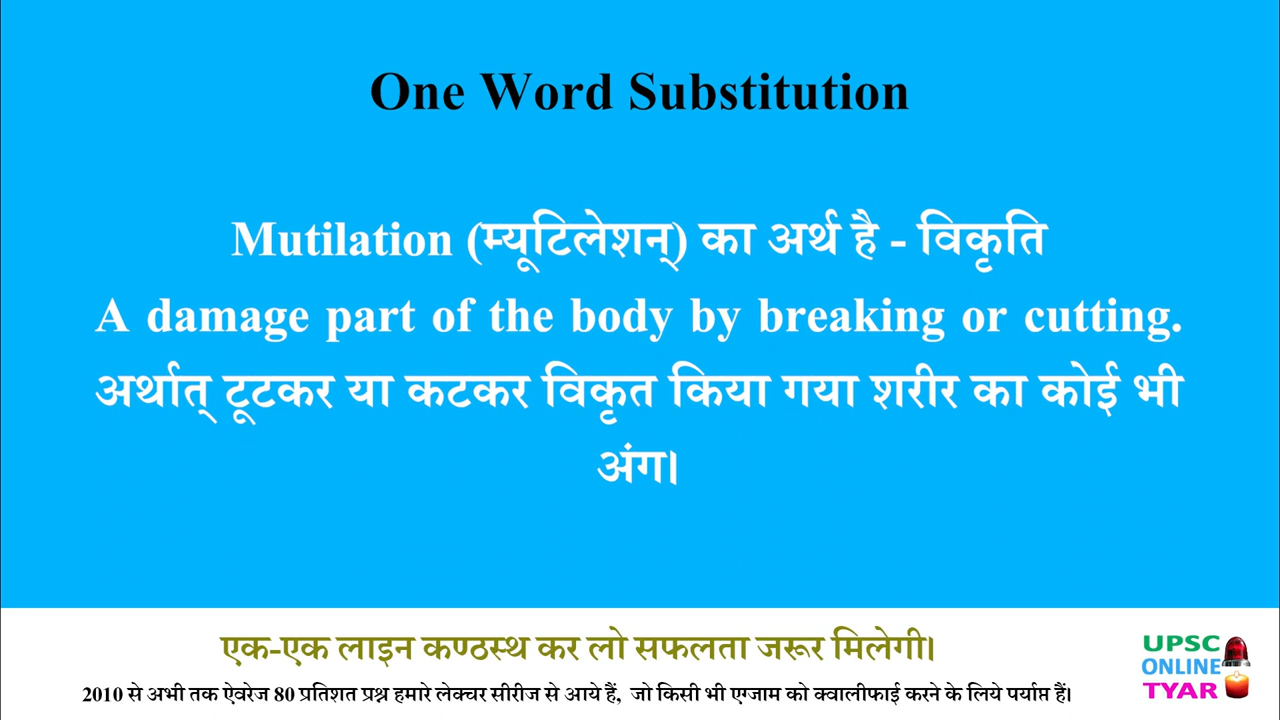 One Word Substitution
Mutilation (म्यूटिलेशन्) का अर्थ है - विकृति
A damage part of the body by breaking or cutting.
अर्थात् टूटकर या कटकर विकृत किया गया शरीर का कोई भी
अंग।
एक-एक लाइन कण्ठस्थ कर लो सफलता जरूर मिलेगी।
2010 से अभी तक ऐवरेज 80 प्रतिशत प्रश्न हमारे लेक्चर सीरीज से आये हैं, जो किसी भी एग्जाम को क्वालीफाई करने के लिये पर्याप्त हैं।
UPSC
ONLINE
TYAR